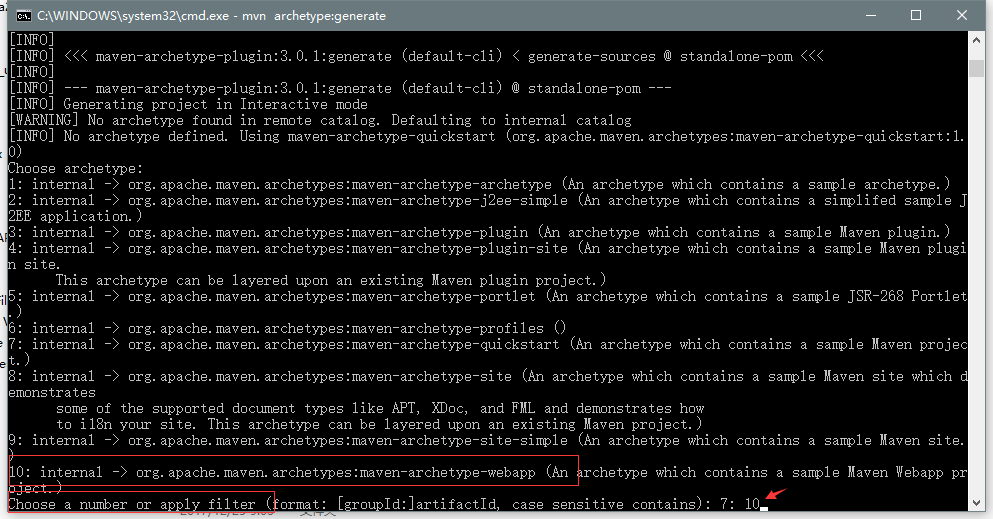 C:\WINDOWS\system32\cmd.exe - mvn archetype:generate
[INFO]
[INFO] <<< maven-archetype-plugin:3.0.1:generate (default-cli) < generate-sources @ standalone-pom <<<
[INFO]
[INFO] --- maven-archetype-plugin:3.0.1:generate (default-cli) @ standalone-pom ---
[INFO] Generating project in Interactive mode
[WARNING] No archetype found in remote catalog. Defaulting to internal catalog
[INFO] No archetype defined. Using maven-archetype-quickstart (org.apache.maven.archetypes:maven-archetype-quickstart:1.
0)
Choose archetype:
1: internal -> org.apache.maven.archetypes:maven-archetype-archetype (An archetype which contains a sample archetype.)
2: internal -> org.apache.maven.archetypes:maven-archetype-j2ee-simple (An archetype which contains a simplifed sample J
2EE application.)
3: internal -> org.apache.maven.archetypes:maven-archetype-plugin (An archetype which contains a sample Maven plugin.)
4: internal -> org.apache.maven.archetypes:maven-archetype-plugin-site (An archetype which contains a sample Maven plugi
n site.
This archetype can be layered upon an existing Maven plugin project.)
5: internal -> org.apache.maven.archetypes:maven-archetype-portlet (An archetype which contains a sample JSR-268 Portlet
.)
6: internal -> org.apache.maven.archetypes:maven-archetype-profiles ()
7: internal -> org.apache.maven.archetypes:maven-archetype-quickstart (An archetype which contains a sample Maven projec
t.)
8: internal -> org.apache.maven.archetypes:maven-archetype-site (An archetype which contains a sample Maven site which d
emonstrates
some of the supported document types like APT, XDoc, and FML and demonstrates how
to i18n your site. This archetype can be layered upon an existing Maven project.)
9: internal -> org.apache.maven.archetypes:maven-archetype-site-simple (An archetype which contains a sample Maven site.
)
10: internal -> org.apache.maven.archetypes:maven-archetype-webapp (An archetype which contains a sample Maven Webapp pr
oject.)
Choose a number or apply filter (format: [groupId:]artifactId, case sensitive contains): 7: 10